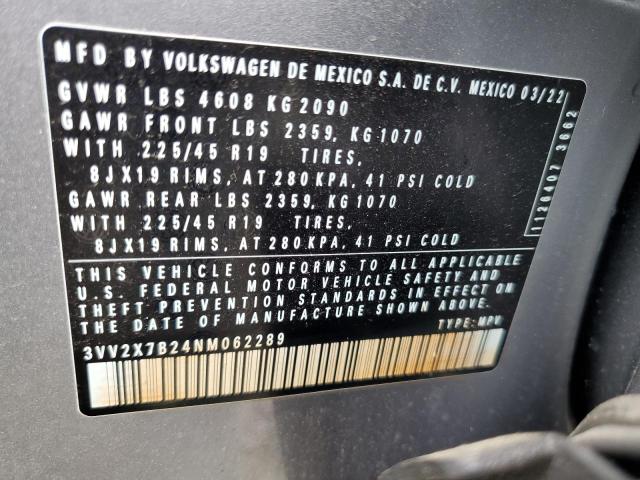 MFD BY VOLKSWAGEN DE MEXICO S.A. DE C.V. MEXICO 03/22
GVWR LBS 4608 KG 2090
GAWR FRONT LBS 2359, KG 1070
WITH 225/45 R19 TIRES,
8JX19 RIMS, AT 280 KPA, 41 PSI COLD
GAWR REAR LBS 2359, KG 1070
WITH 225/45 R19 TIRES,
8JX19 RIMS, AT 280 KPA, 41 PSI COLD
THIS VEHICLE CONFORMS TO ALL APPLICABLE
U.S. FEDERAL MOTOR VEHICLE SAFETY AND
THEFT PREVENTION STANDARDS IN EFFECT ON
THE DATE OF MANUFACTURE SHOWN ABOVE.
3VV2X7B24NM062289 TYPE: MPV
1126407 3662